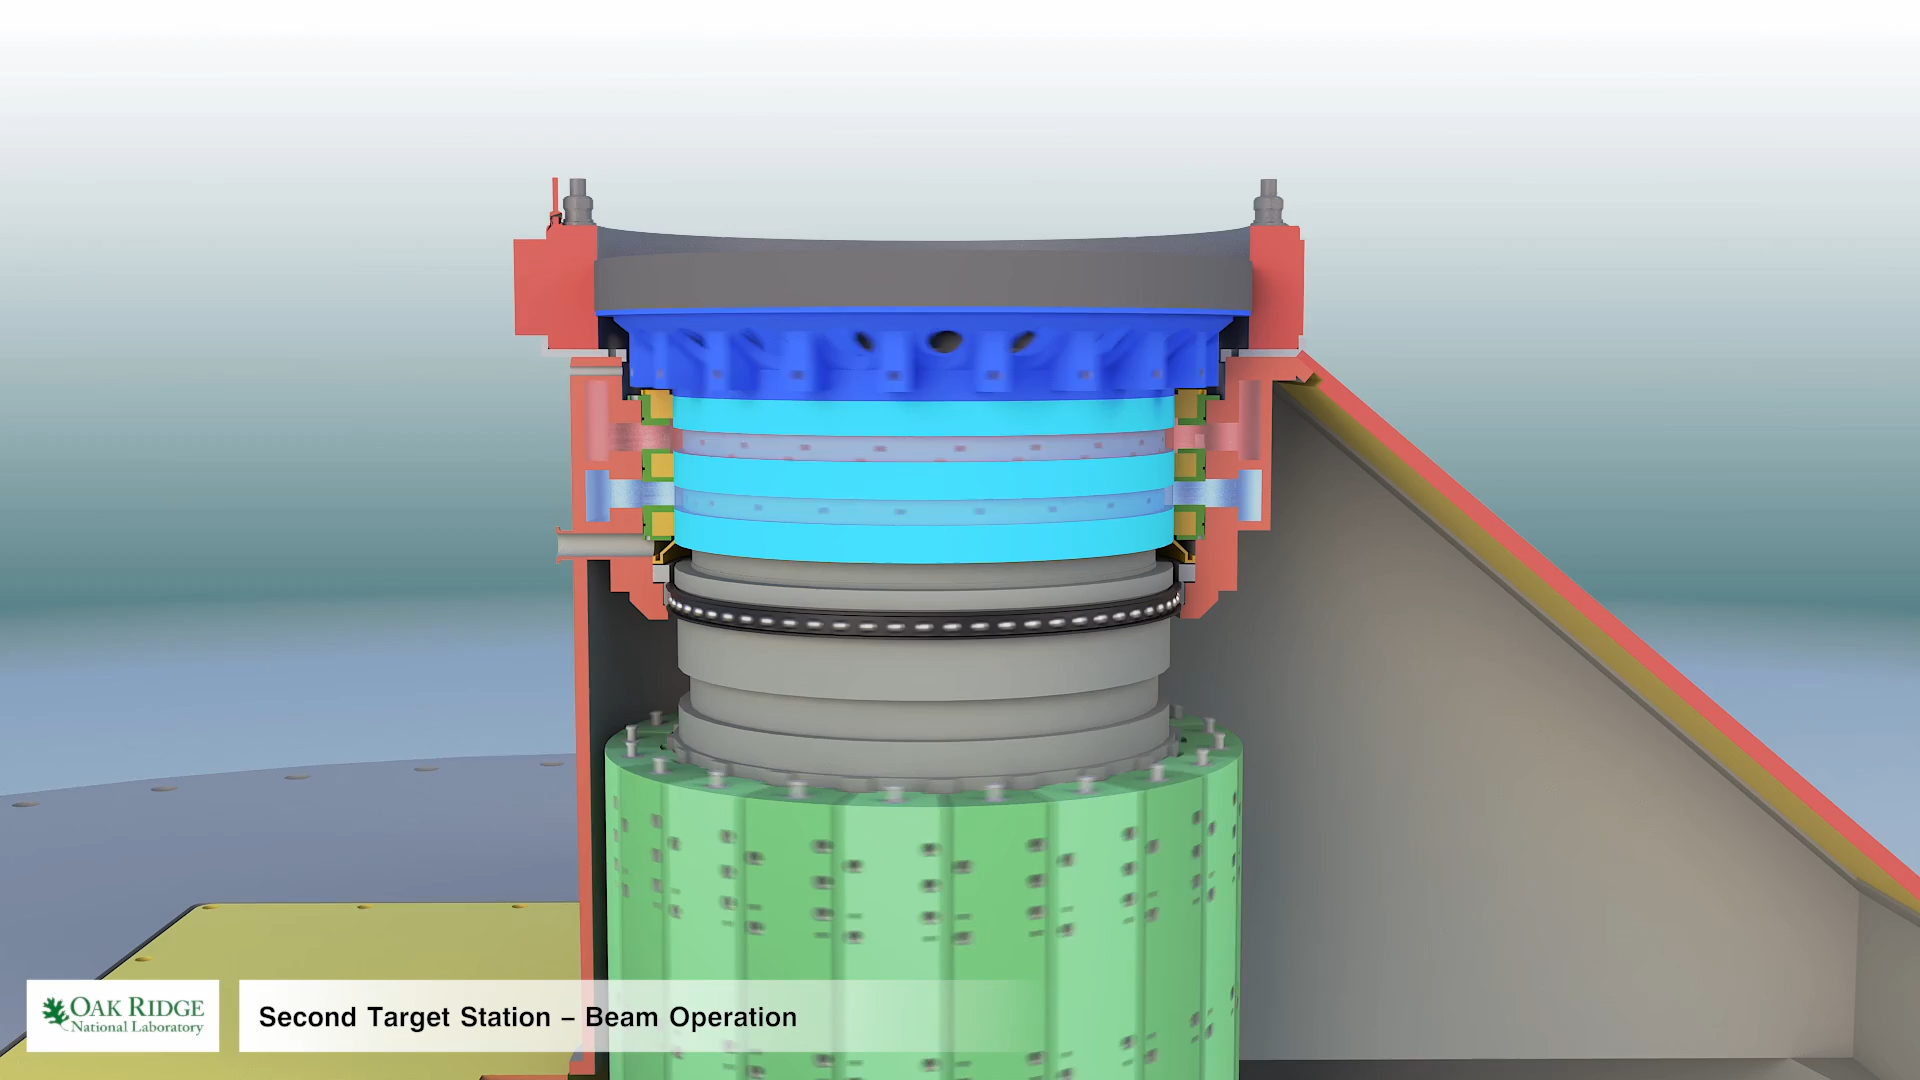 OAK RIDGE
National Laboratory
Second Target Station – Beam Operation